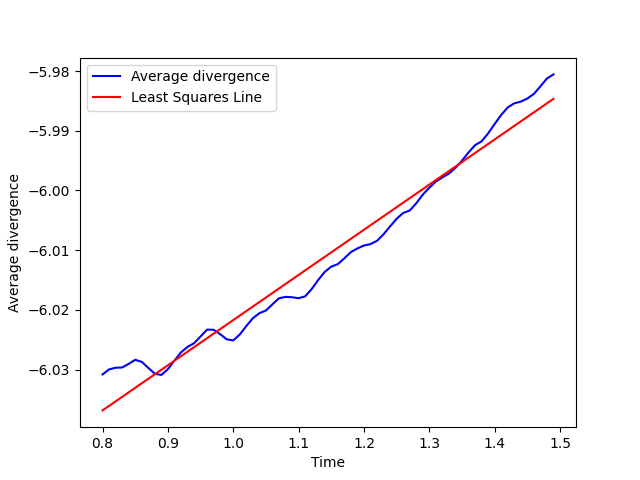 Average divergence
Least Squares Line
−5.98
−5.99
−6.00
−6.01
−6.02
−6.03
Average divergence
0.8 0.9 1.0 1.1 1.2 1.3 1.4 1.5
Time